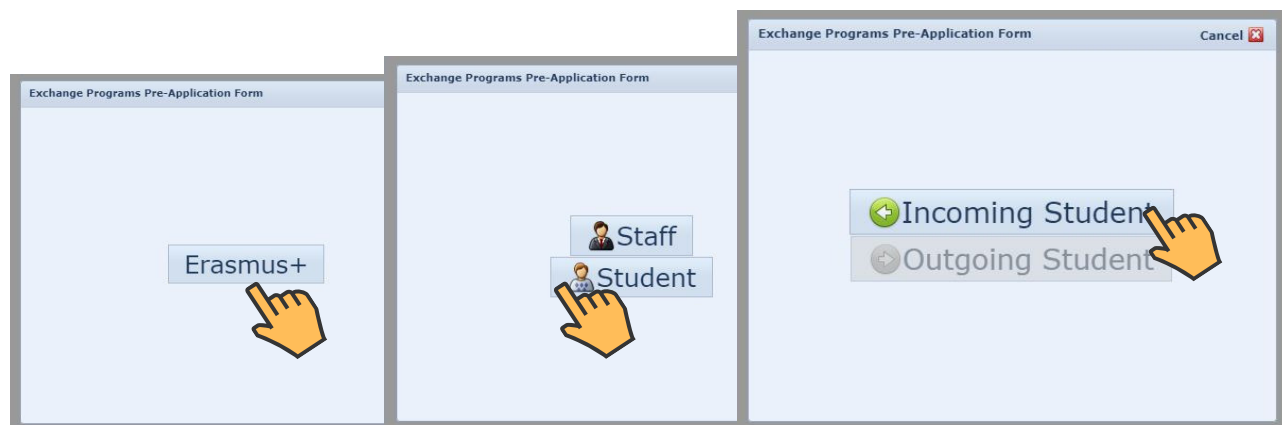 Exchange Programs Pre-Application Form
Erasmus+
Exchange Programs Pre-Application Form
Staff
Student
Exchange Programs Pre-Application Form Cancel
Incoming Student
Outgoing Student